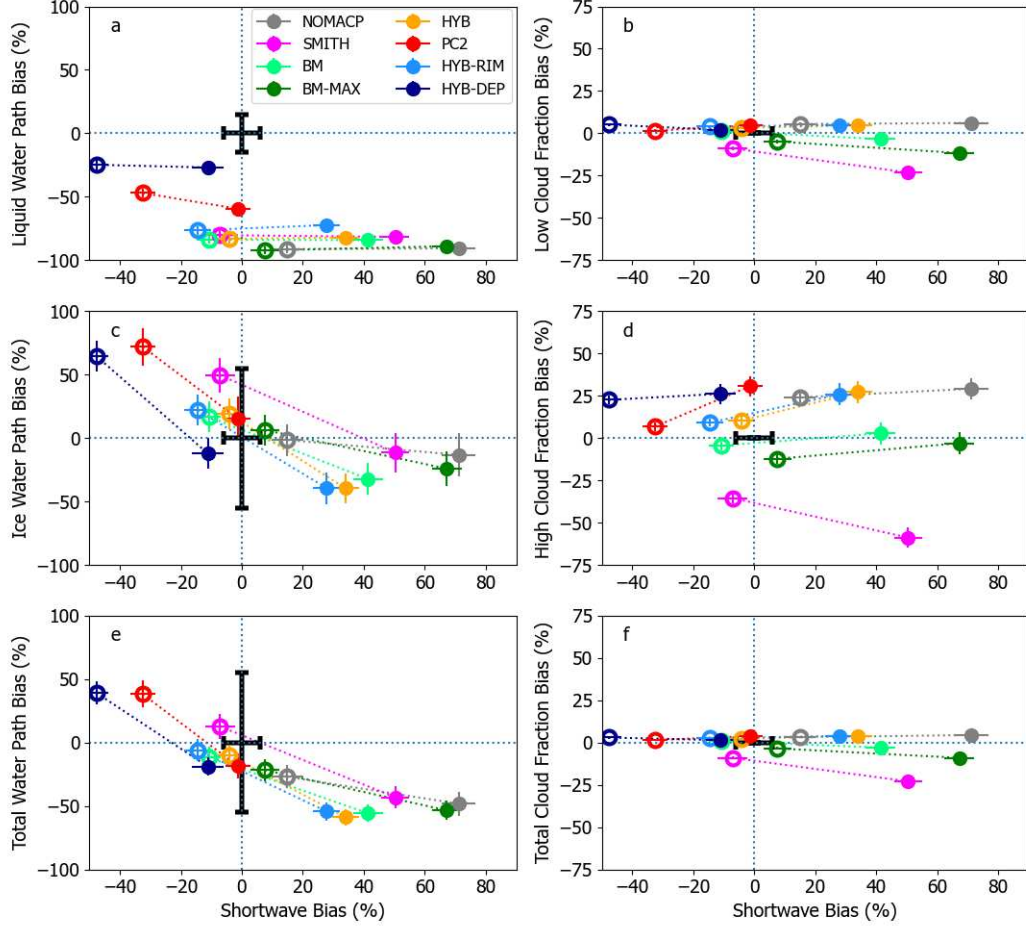 a
NOMACP
HYB
SMITH
PC2
BM
HYB-RIM
BM-MAX
HYB-DEP
Liquid Water Path Bias (%)
100
50
0
−50
−100
−40 −20 0 20 40 60 80
b
Low Cloud Fraction Bias (%)
75
50
25
0
−25
−50
−75
−40 −20 0 20 40 60 80
c
Ice Water Path Bias (%)
100
50
0
−50
−100
−40 −20 0 20 40 60 80
d
High Cloud Fraction Bias (%)
75
50
25
0
−25
−50
−75
−40 −20 0 20 40 60 80
e
Total Water Path Bias (%)
100
50
0
−50
−100
−40 −20 0 20 40 60 80
Shortwave Bias (%)
f
Total Cloud Fraction Bias (%)
75
50
25
0
−25
−50
−75
−40 −20 0 20 40 60 80
Shortwave Bias (%)